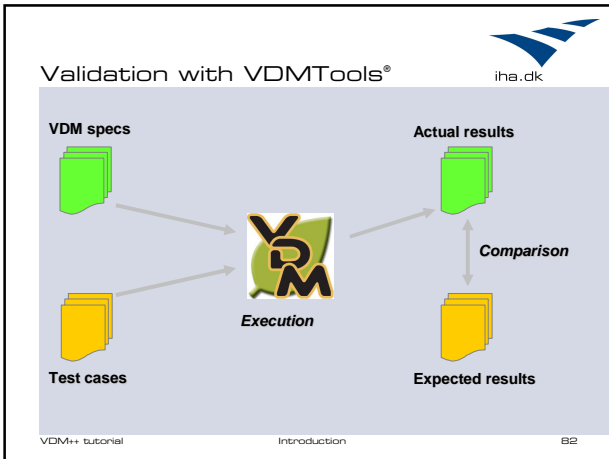 Validation with VDMTools®
iha.dk
VDM specs
Actual results
VDM
Comparison
Execution
Test cases
Expected results
VDM++ tutorial
Introduction
82